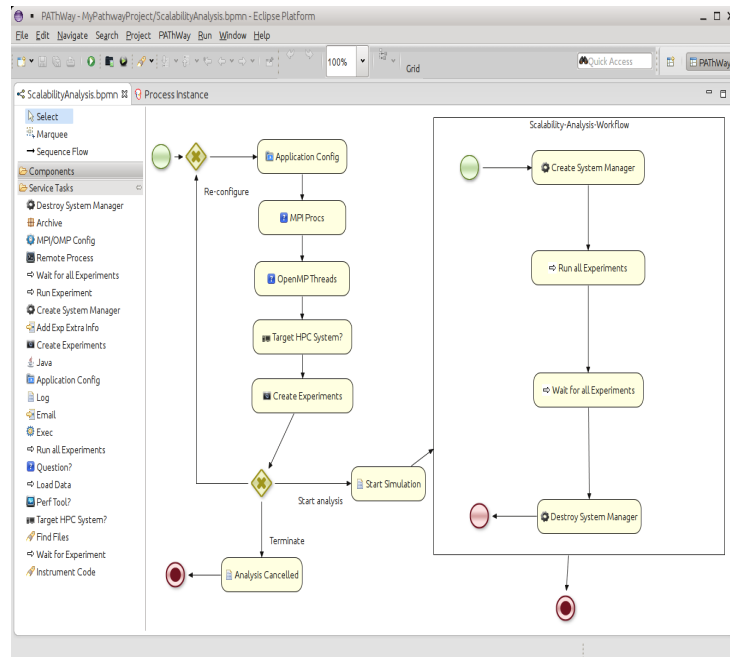 PAThWay - MyPathwayProject/ScalabilityAnalysis.bpmn - Eclipse Platform
File Edit Navigate Search Project PAThWay Run Window Help
100%
Grid
Quick Access
PAThWay
ScalabilityAnalysis.bpmn
Process Instance
Select
Marquee
Sequence Flow
Components
Service Tasks
Destroy System Manager
Archive
MPI/OMP Config
Remote Process
Wait for all Experiments
Run Experiment
Create System Manager
Add Exp Extra Info
Create Experiments
Java
Application Config
Log
Email
Exec
Run all Experiments
Question?
Load Data
Perf Tool?
Target HPC System?
Find Files
Wait for Experiment
Instrument Code
Application Config
Re-configure
MPI Procs
OpenMP Threads
Target HPC System?
Create Experiments
Start analysis
Start Simulation
Terminate
Analysis Cancelled
Scalability-Analysis-Workflow
Create System Manager
Run all Experiments
Wait for all Experiments
Destroy System Manager